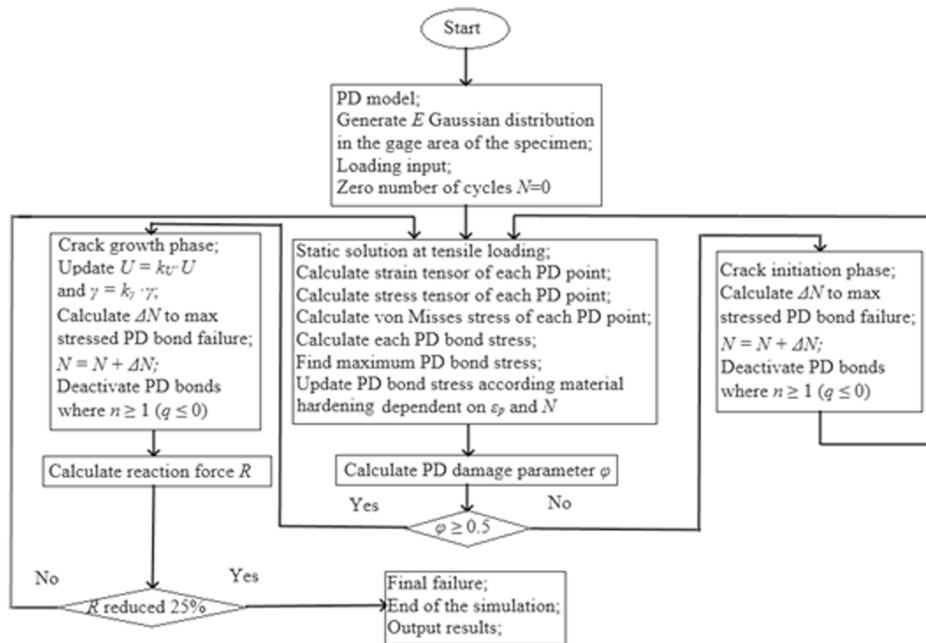 Start
PD model;
Generate E Gaussian distribution
in the gage area of the specimen;
Loading input;
Zero number of cycles N=0
Crack growth phase;
Update U = k_U· U
and γ = k_γ ·γ;
Calculate ΔN to max
stressed PD bond failure;
N = N + ΔN;
Deactivate PD bonds
where n ≥ 1 (q ≤ 0)
Static solution at tensile loading;
Calculate strain tensor of each PD point;
Calculate stress tensor of each PD point;
Calculate von Misses stress of each PD point;
Calculate each PD bond stress;
Find maximum PD bond stress;
Update PD bond stress according material
hardening dependent on ε_p and N
Crack initiation phase;
Calculate ΔN to max
stressed PD bond failure;
N = N + ΔN;
Deactivate PD bonds
where n ≥ 1 (q ≤ 0)
Calculate reaction force R
Calculate PD damage parameter φ
Yes
No
φ ≥ 0.5
No
Yes
R reduced 25%
Final failure;
End of the simulation;
Output results;